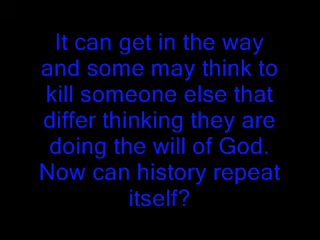 It can get in the way
and some may think to
kill someone else that
differ thinking they are
doing the will of God.
Now can history repeat
itself?